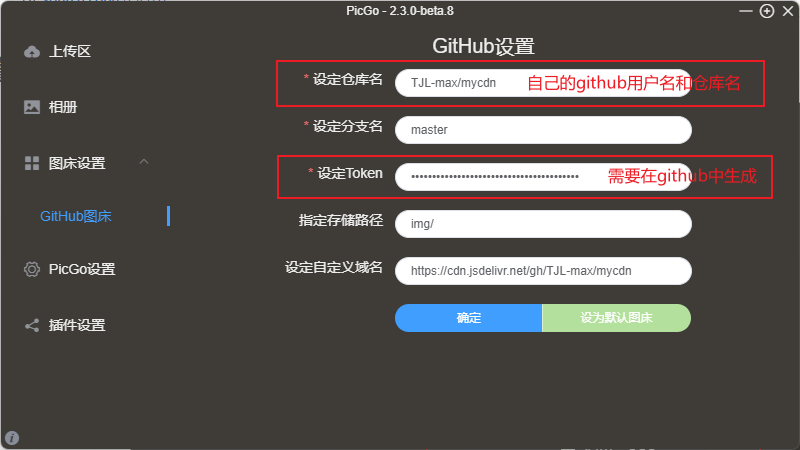 PicGo - 2.3.0-beta.8
上传区
相册
图床设置
GitHub图床
PicGo设置
插件设置
GitHub设置
* 设定仓库名 TJL-max/mycdn 自己的github用户名和仓库名
* 设定分支名 master
* 设定Token •••••••••••••••••••••••••••••••••••••••• 需要在github中生成
指定存储路径 img/
设定自定义域名 https://cdn.jsdelivr.net/gh/TJL-max/mycdn
确定 设为默认图床